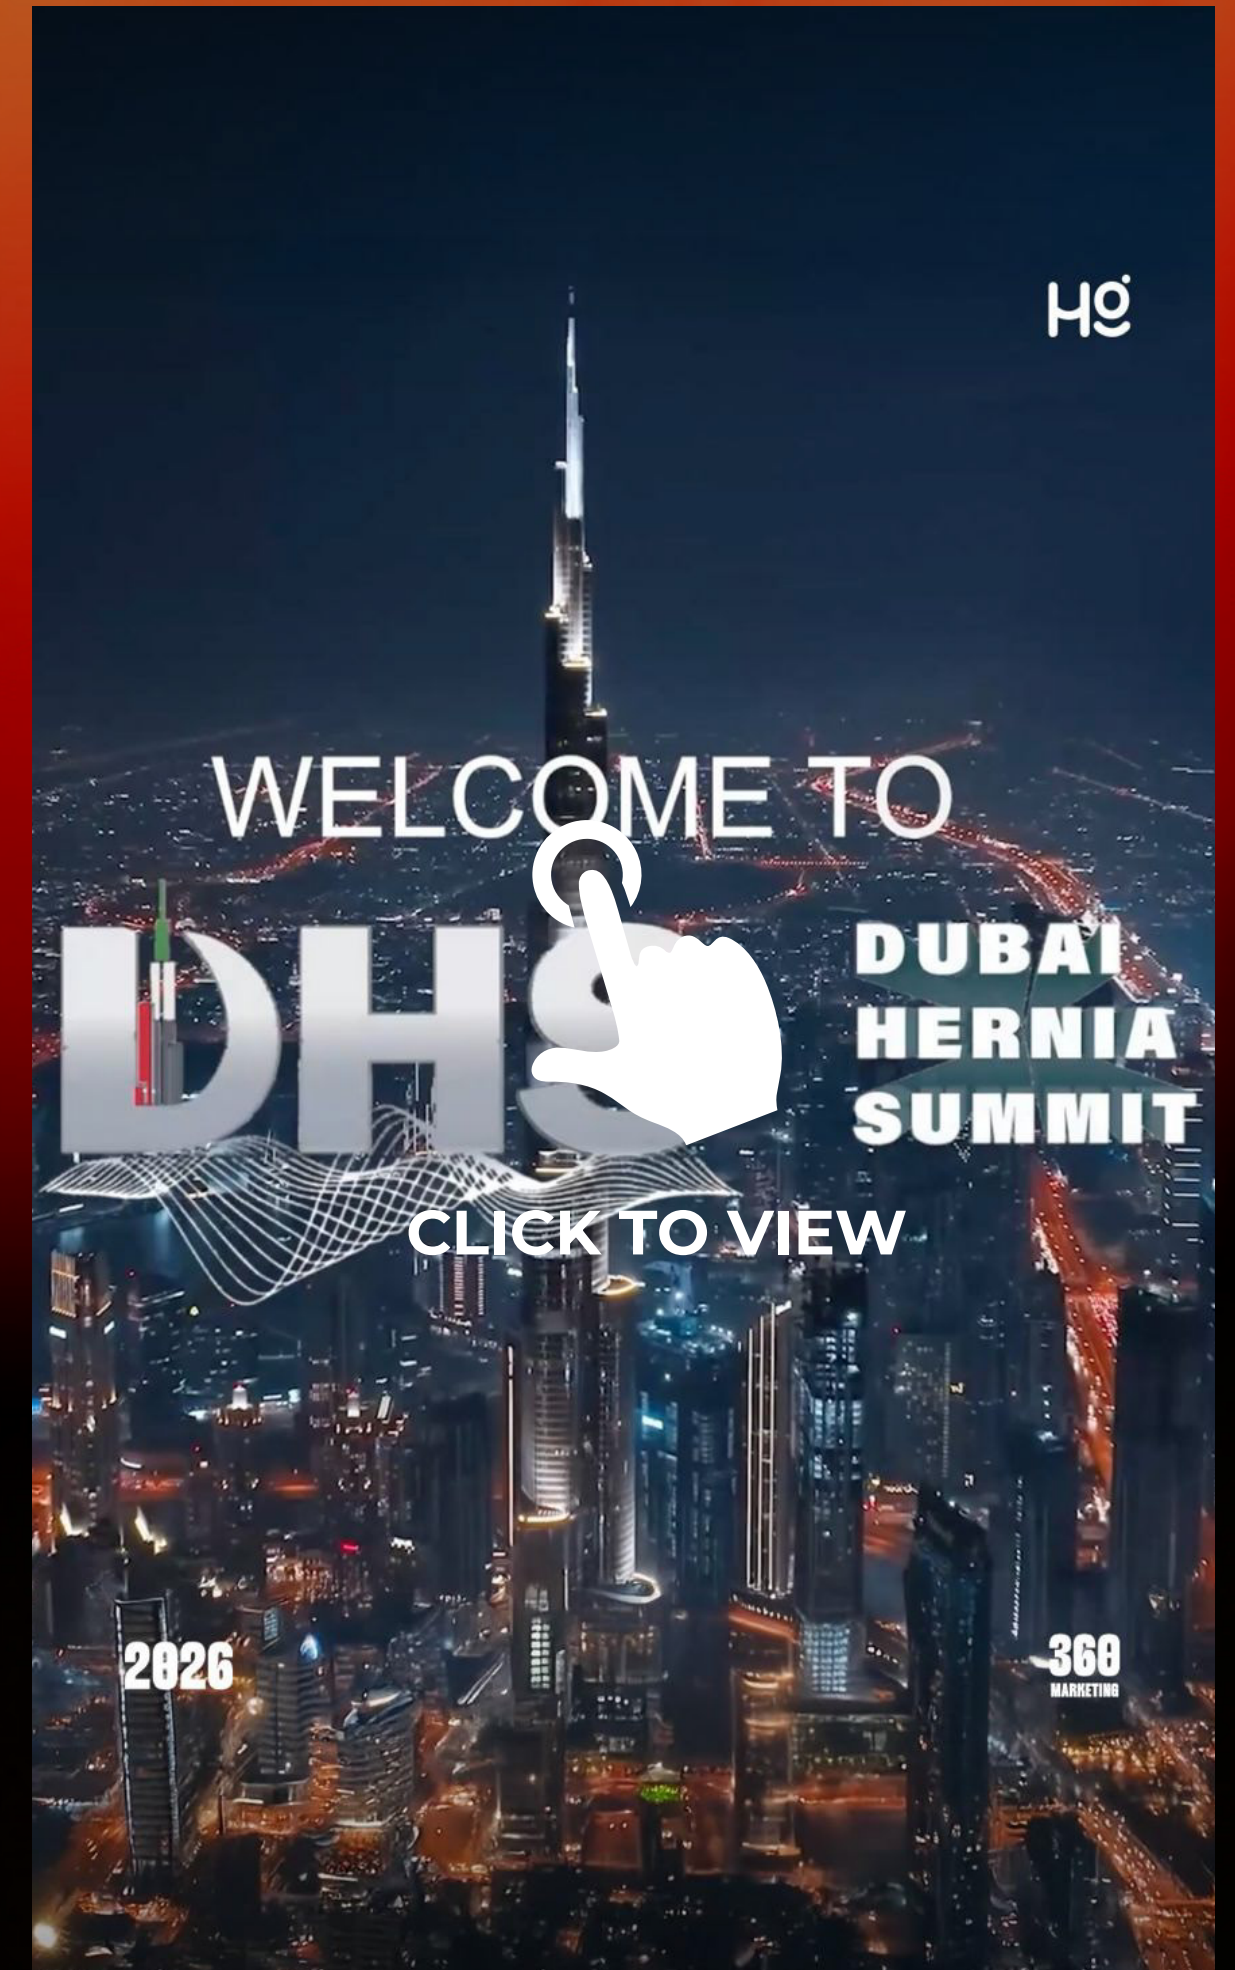 Hg
WELCOME TO
DHS
DUBAI
HERNIA
SUMMIT
CLICK TO VIEW
2026
360
MARKETING